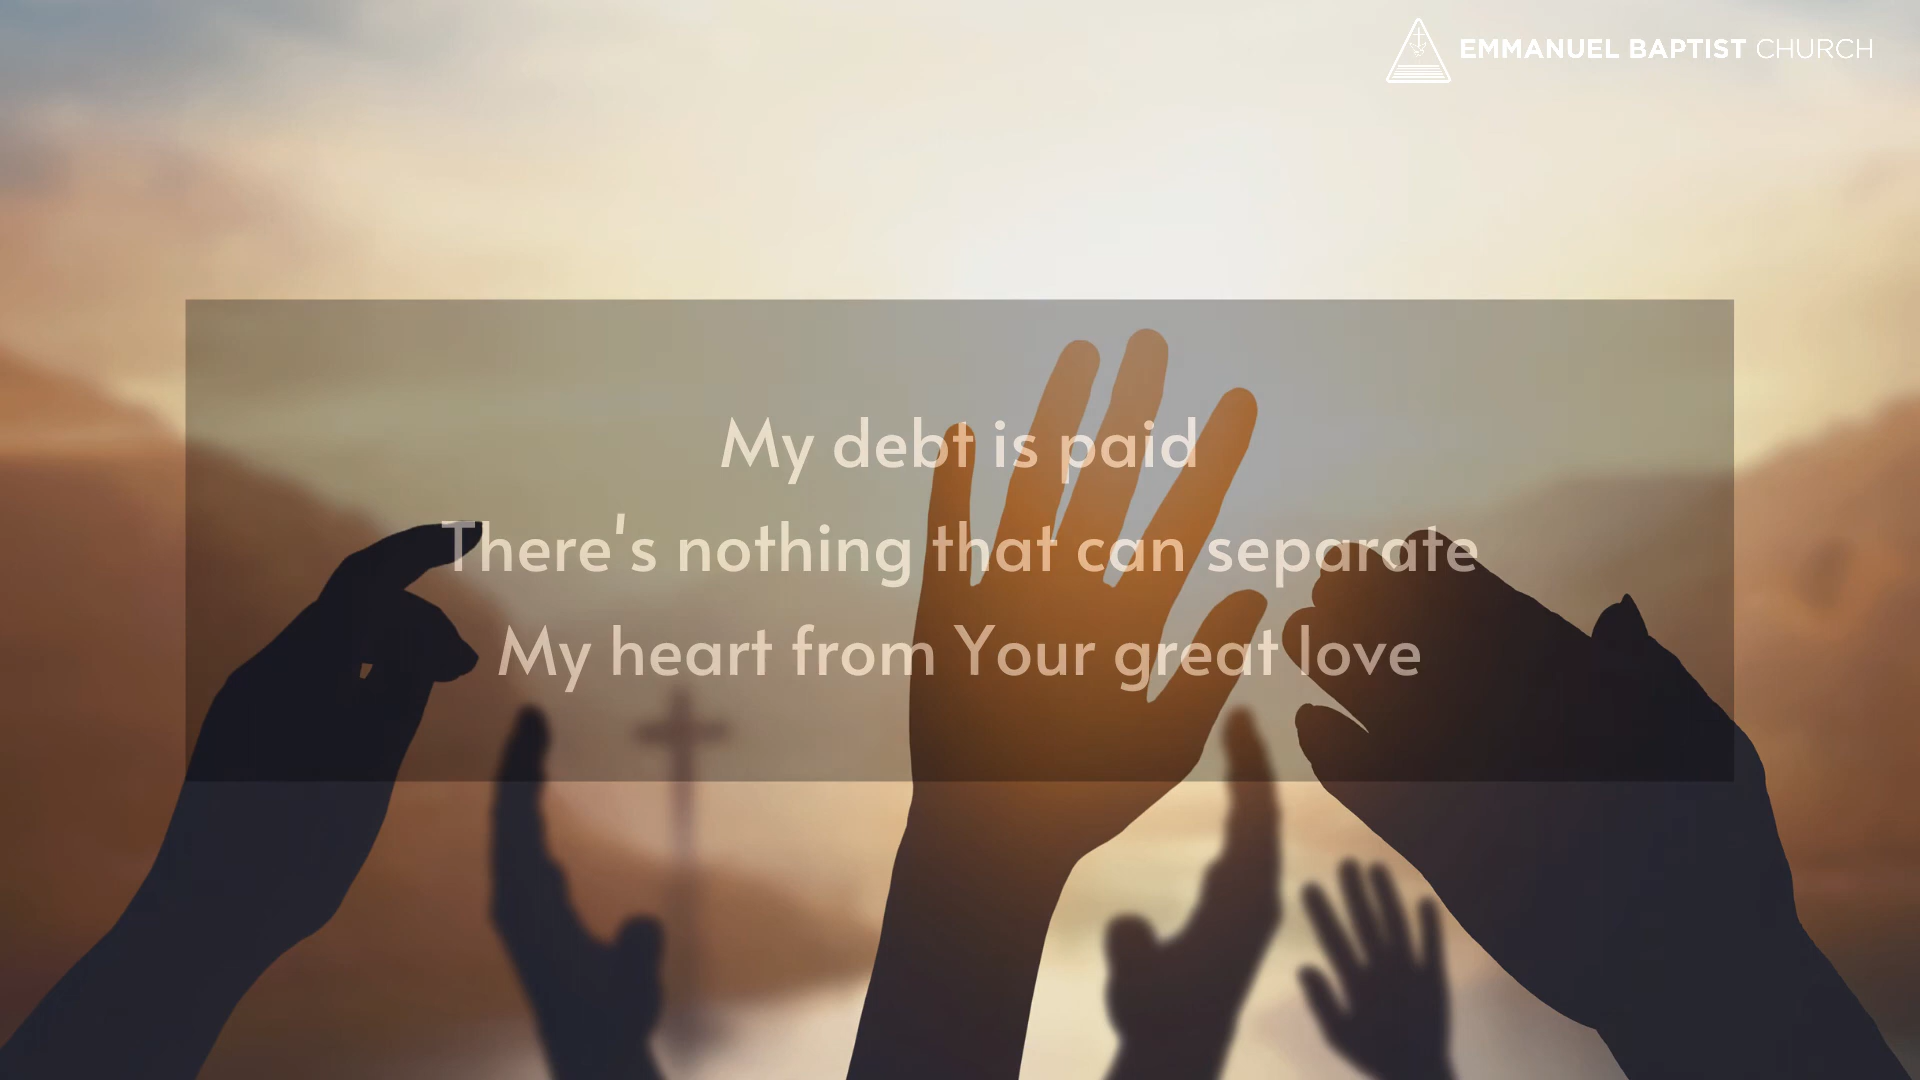 EMMANUEL BAPTIST CHURCH
My debt is paid
There's nothing that can separate
My heart from Your great love